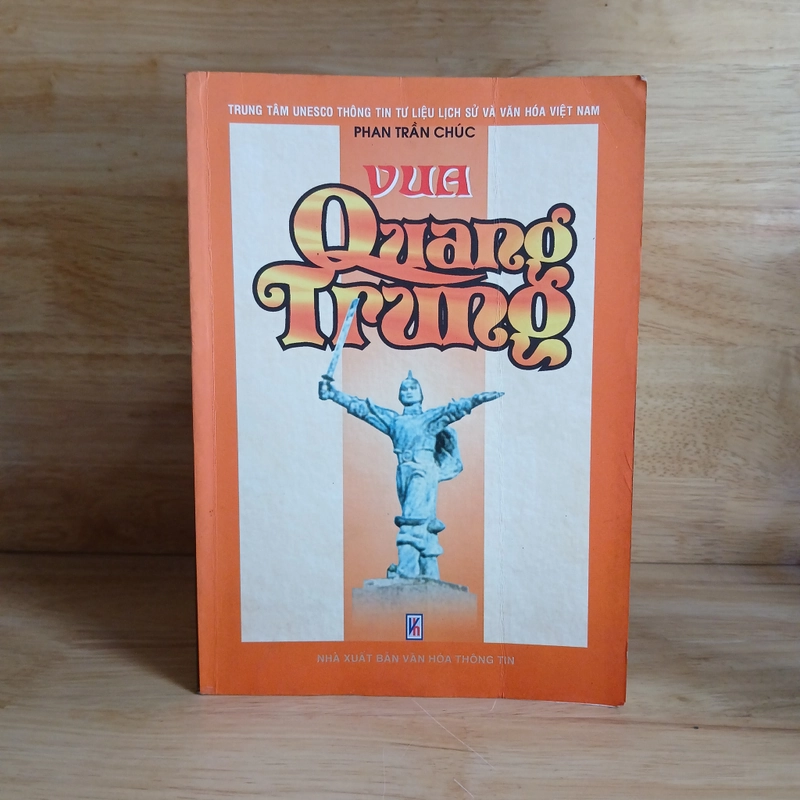 TRUNG TÂM UNESCO THÔNG TIN TƯ LIỆU LỊCH SỬ VÀ VĂN HÓA VIỆT NAM
PHAN TRẦN CHÚC
VUA
Quang
Trung
NHÀ XUẤT BẢN VĂN HÓA THÔNG TIN